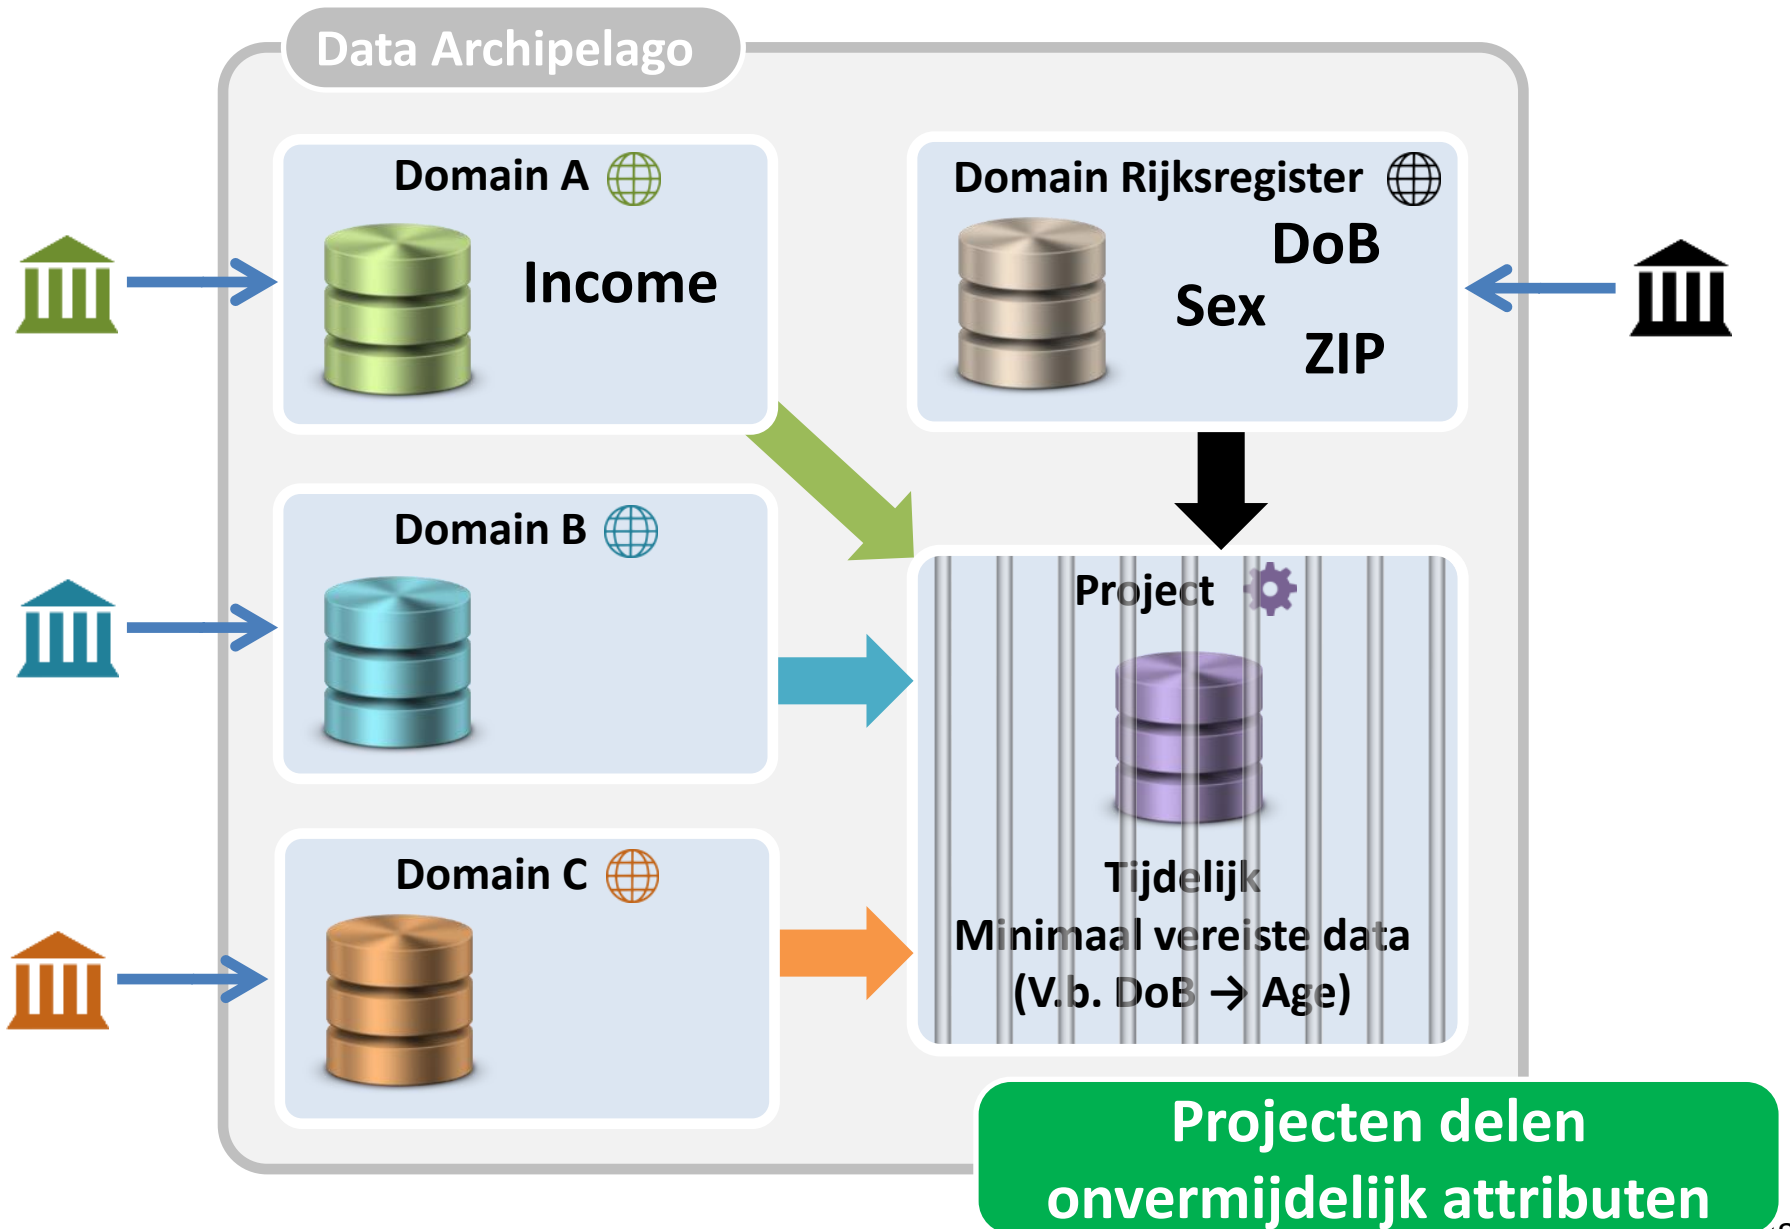 Data Archipelago
Domain A
Income
Domain Rijksregister
DoB
Sex
ZIP
Domain B
Project
Domain C
Tijdelijk
Minimaal vereiste data
(V.b. DoB → Age)
Projecten delen
onvermijdelijk attributen